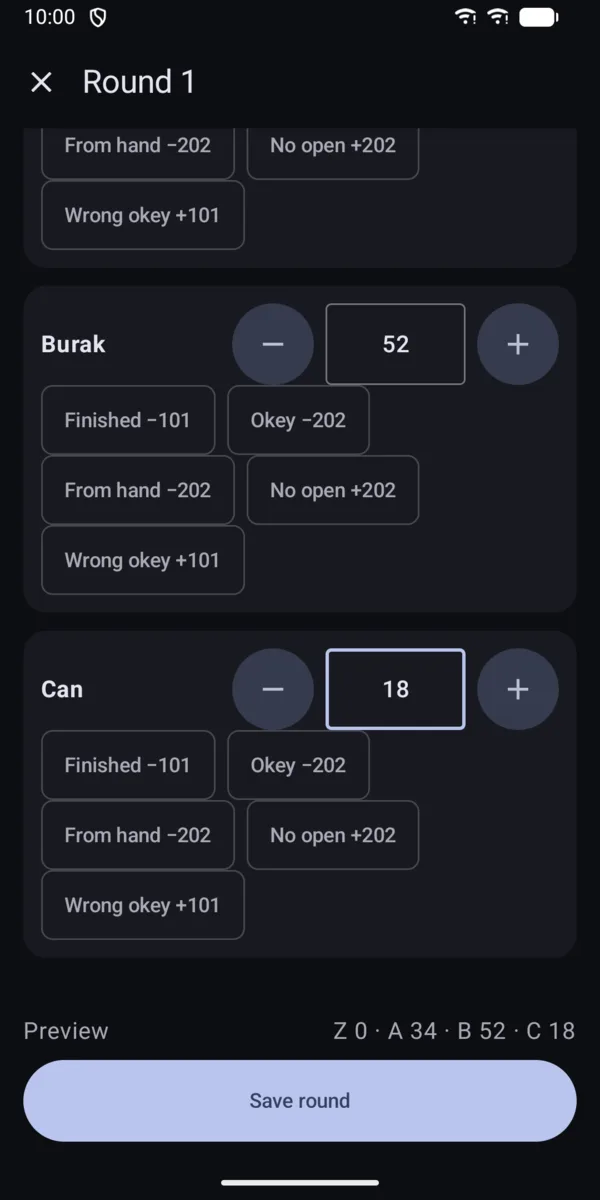 10:00
Round 1
From hand −202 No open +202
Wrong okey +101
Burak − 52 +
Finished −101 Okey −202
From hand −202 No open +202
Wrong okey +101
Can − 18 +
Finished −101 Okey −202
From hand −202 No open +202
Wrong okey +101
Preview Z 0 · A 34 · B 52 · C 18
Save round